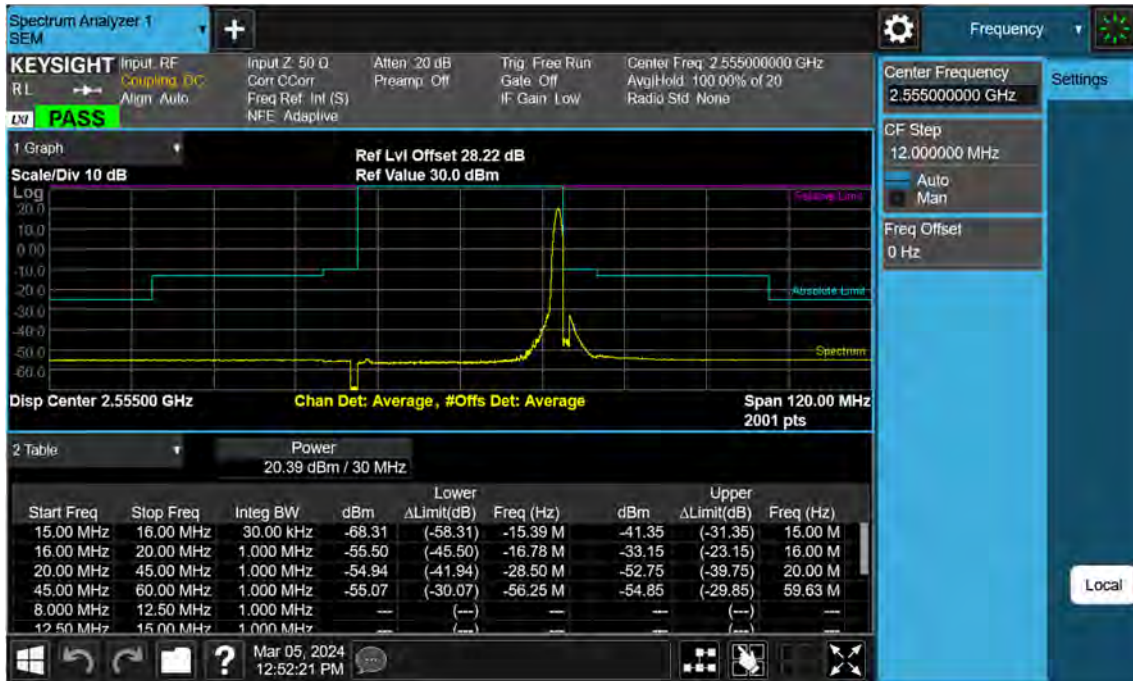 Spectrum Analyzer 1
SEM
+
Frequency
KEYSIGHT
RL
LXI
PASS
Input: RF
Coupling: DC
Align: Auto
Input Z: 50 Ω
Corr CCorr
Freq Ref: Int (S)
NFE: Adaptive
Atten: 20 dB
Preamp: Off
Trig: Free Run
Gate: Off
IF Gain: Low
Center Freq: 2.555000000 GHz
Avg|Hold: 100.00% of 20
Radio Std: None
Center Frequency
2.555000000 GHz
Settings
CF Step
12.000000 MHz
Auto
Man
Freq Offset
0 Hz
1 Graph
Scale/Div 10 dB
Ref Lvl Offset 28.22 dB
Ref Value 30.0 dBm
Log
20.0
10.0
0.00
-10.0
-20.0
-30.0
-40.0
-50.0
-60.0
Relative Limit
Absolute Limit
Spectrum
Disp Center 2.55500 GHz
Chan Det: Average, #Offs Det: Average
Span 120.00 MHz
2001 pts
2 Table
Power
20.39 dBm / 30 MHz
Lower Upper
Start Freq Stop Freq Integ BW dBm ΔLimit(dB) Freq (Hz) dBm ΔLimit(dB) Freq (Hz)
15.00 MHz 16.00 MHz 30.00 kHz -68.31 (-58.31) -15.39 M -41.35 (-31.35) 15.00 M
16.00 MHz 20.00 MHz 1.000 MHz -55.50 (-45.50) -16.78 M -33.15 (-23.15) 16.00 M
20.00 MHz 45.00 MHz 1.000 MHz -54.94 (-41.94) -28.50 M -52.75 (-39.75) 20.00 M
45.00 MHz 60.00 MHz 1.000 MHz -55.07 (-30.07) -56.25 M -54.85 (-29.85) 59.63 M
8.000 MHz 12.50 MHz 1.000 MHz --- (---) --- --- (---) ---
12.50 MHz 15.00 MHz 1.000 MHz --- (---) --- --- (---) ---
Local
?
Mar 05, 2024
12:52:21 PM